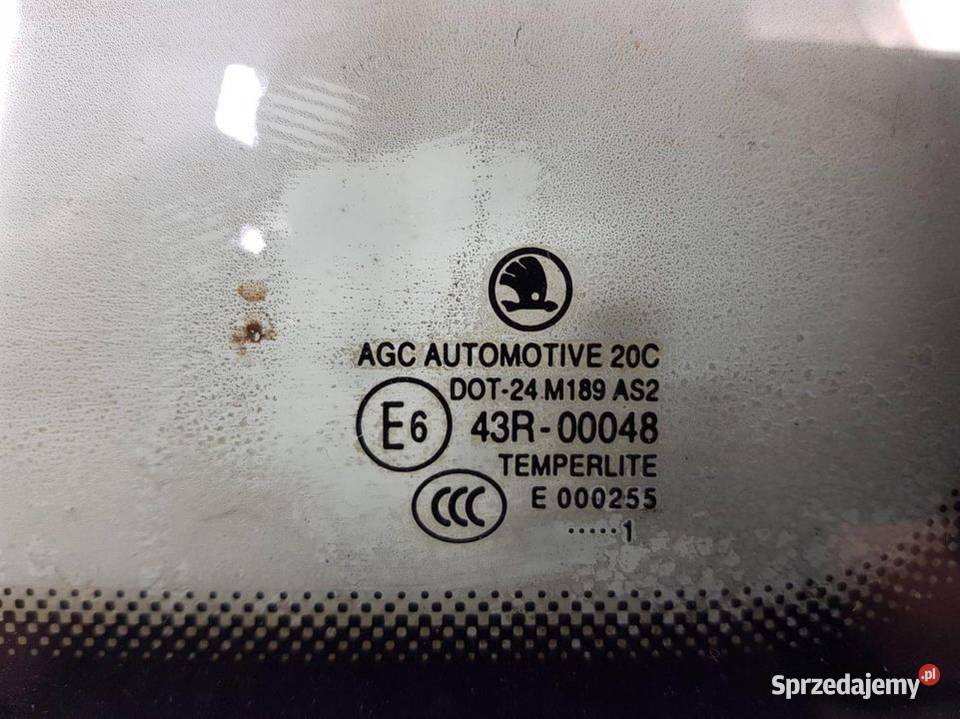 AGC AUTOMOTIVE 20C
DOT-24 M189 AS2
E6 43R-00048
TEMPERLITE
CCC E 000255
.....1
Sprzedajemy.pl